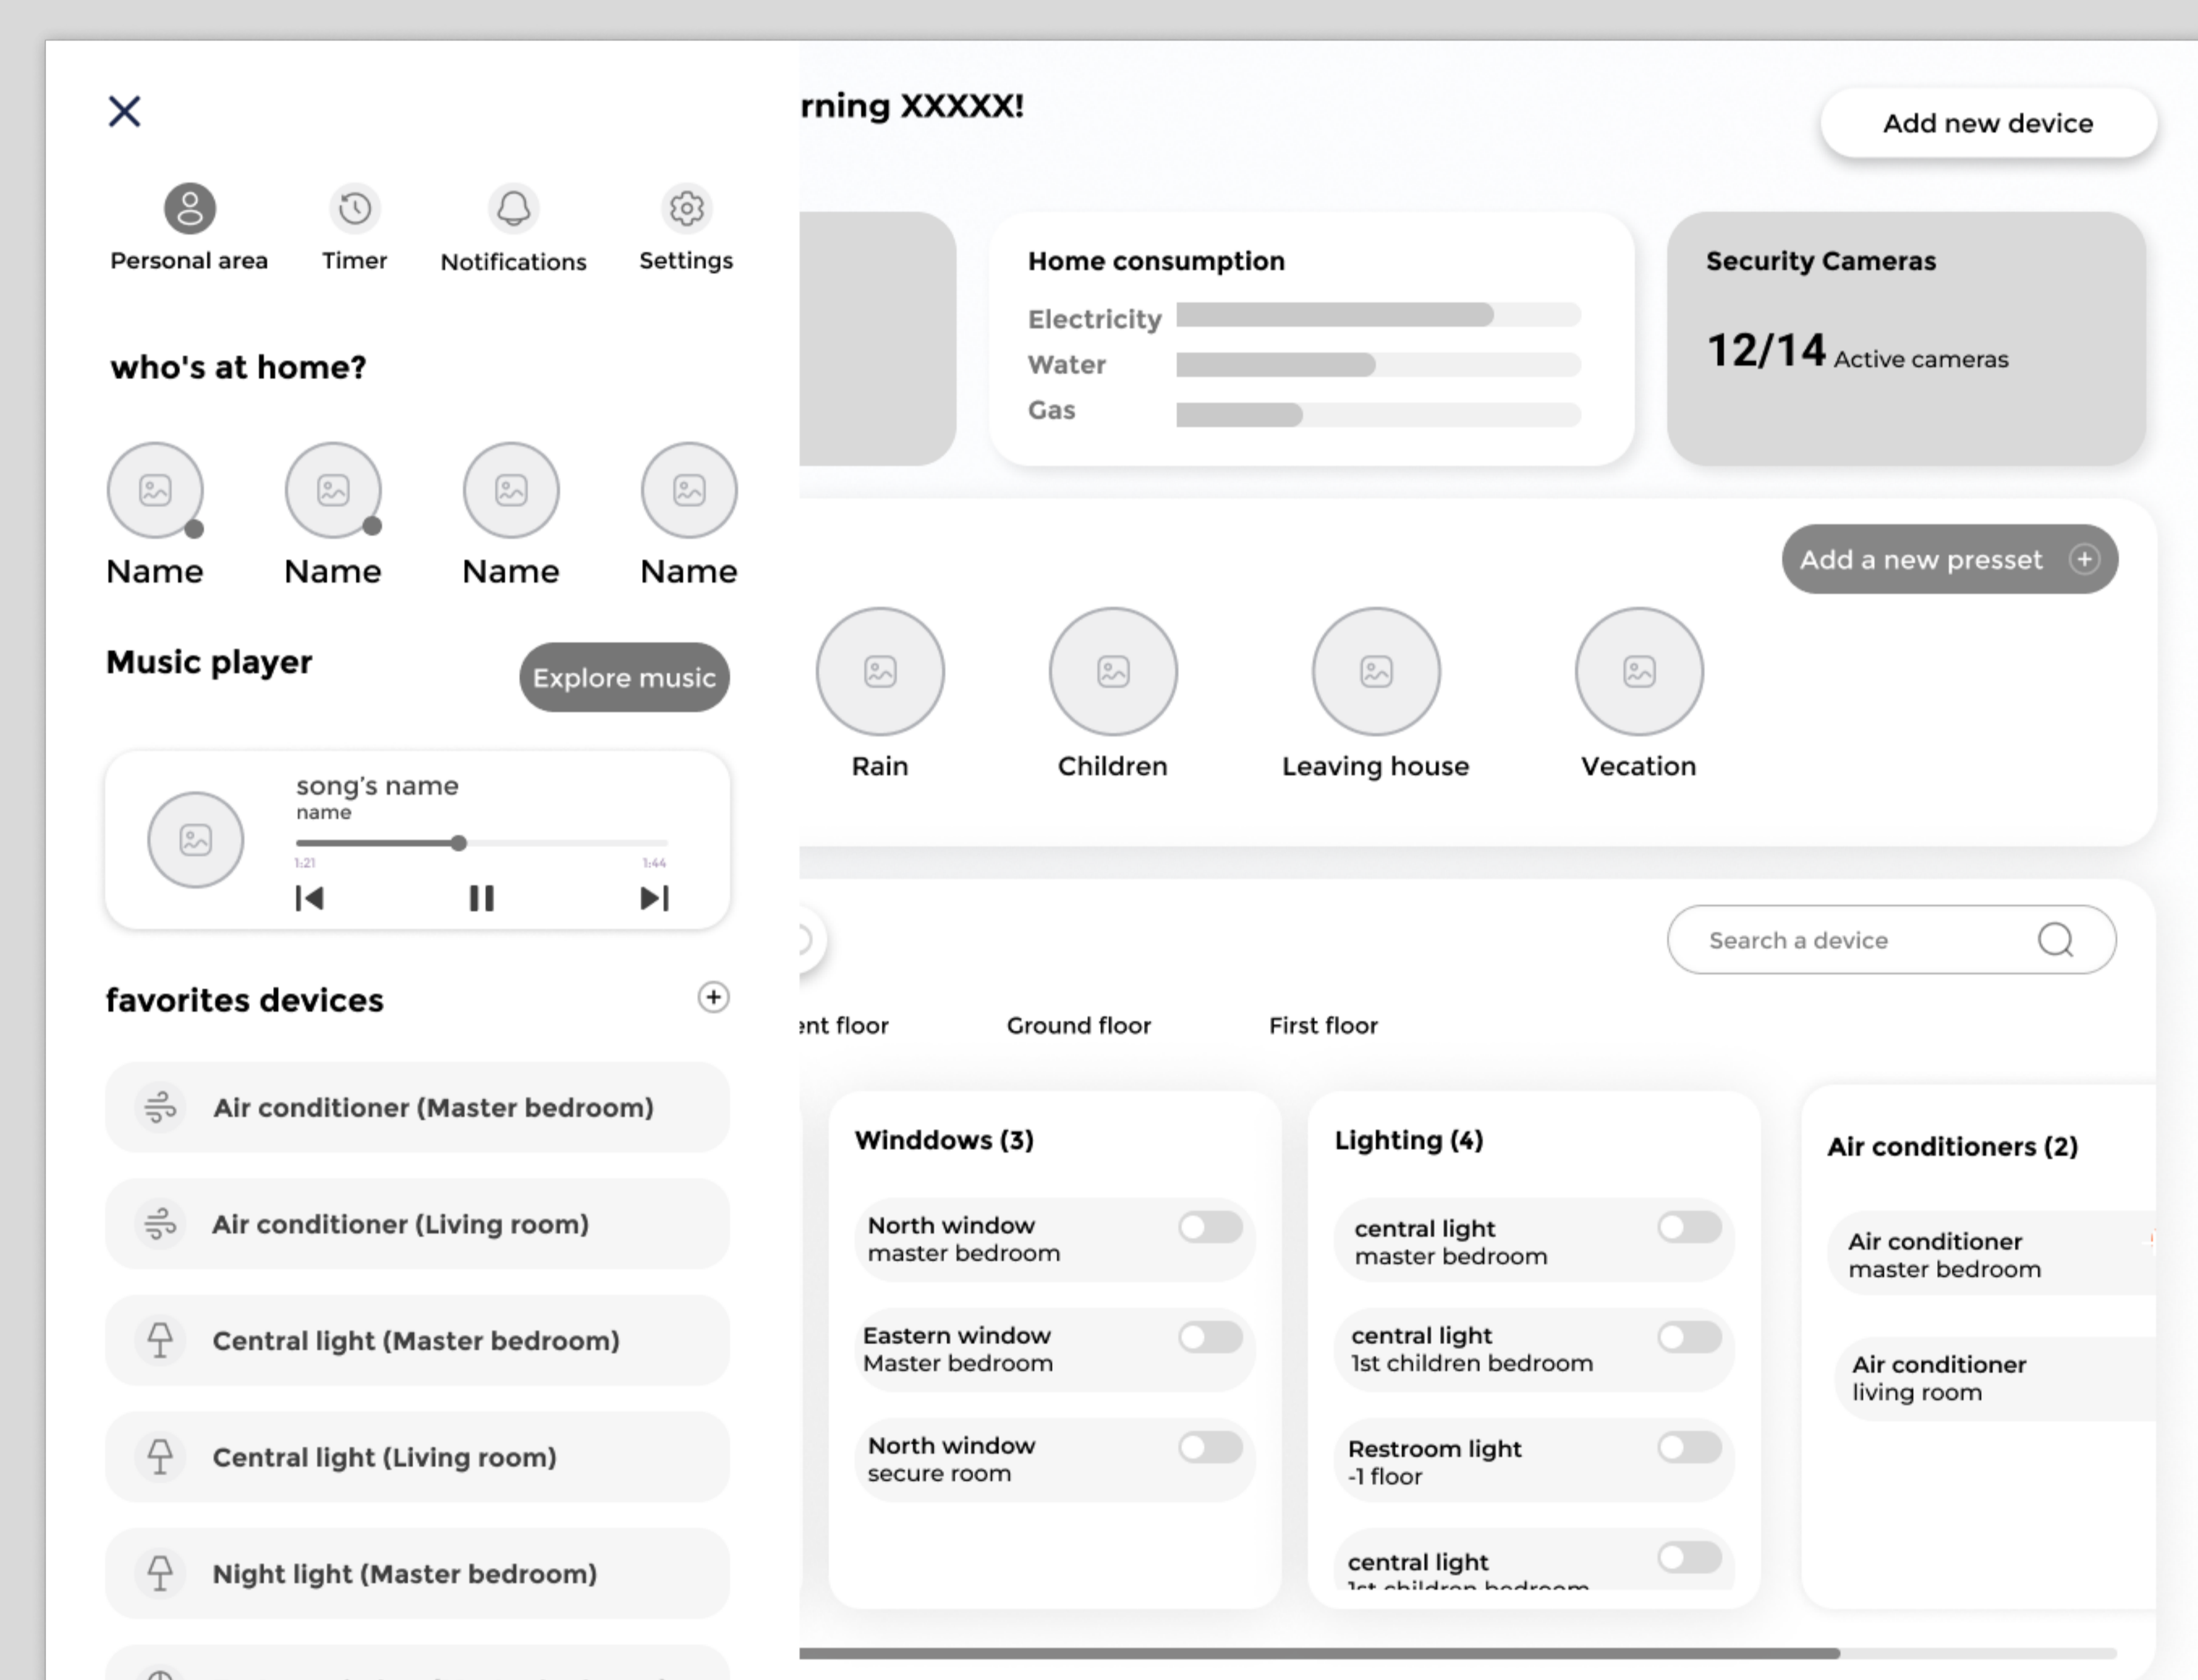 Personal area
Timer
Notifications
Settings
who's at home?
Name
Name
Name
Name
Music player
Explore music
song's name
name
1:21
1:44
favorites devices
Air conditioner (Master bedroom)
Air conditioner (Living room)
Central light (Master bedroom)
Central light (Living room)
Night light (Master bedroom)
rning XXXXX!
Add new device
Home consumption
Electricity
Water
Gas
Security Cameras
12/14 Active cameras
Add a new presset
Rain
Children
Leaving house
Vecation
Search a device
ent floor
Ground floor
First floor
Winddows (3)
North window
master bedroom
Eastern window
Master bedroom
North window
secure room
Lighting (4)
central light
master bedroom
central light
1st children bedroom
Restroom light
-1 floor
central light
1st children bedroom
Air conditioners (2)
Air conditioner
master bedroom
Air conditioner
living room